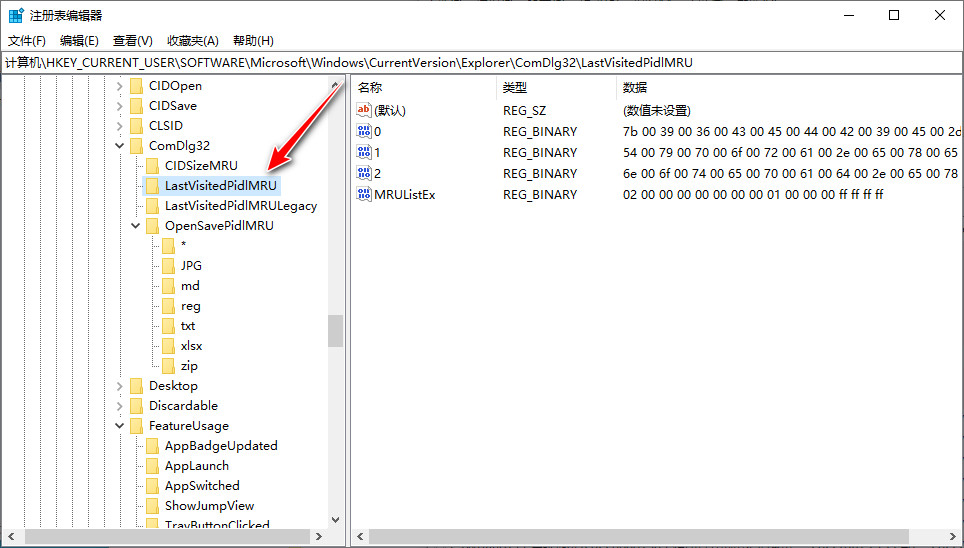 注册表编辑器
文件(F) 编辑(E) 查看(V) 收藏夹(A) 帮助(H)
计算机\HKEY_CURRENT_USER\SOFTWARE\Microsoft\Windows\CurrentVersion\Explorer\ComDlg32\LastVisitedPidlMRU
CIDOpen
CIDSave
CLSID
ComDlg32
CIDSizeMRU
LastVisitedPidlMRU
LastVisitedPidlMRULegacy
OpenSavePidlMRU
*
JPG
md
reg
txt
xlsx
zip
Desktop
Discardable
FeatureUsage
AppBadgeUpdated
AppLaunch
AppSwitched
ShowJumpView
TrayButtonClicked
名称 类型 数据
(默认) REG_SZ (数值未设置)
0 REG_BINARY 7b 00 39 00 36 00 43 00 45 00 44 00 42 00 39 00 45 00 2d
1 REG_BINARY 54 00 79 00 70 00 6f 00 72 00 61 00 2e 00 65 00 78 00 65
2 REG_BINARY 6e 00 6f 00 74 00 65 00 70 00 61 00 64 00 2e 00 65 00 78
MRUListEx REG_BINARY 02 00 00 00 00 00 00 00 01 00 00 00 ff ff ff ff